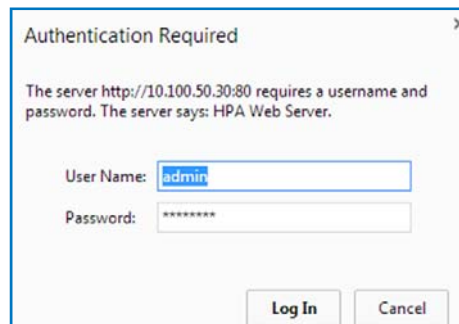 Authentication Required
The server http://10.100.50.30:80 requires a username and
password. The server says: HPA Web Server.
User Name: admin
Password: ********
Log In Cancel